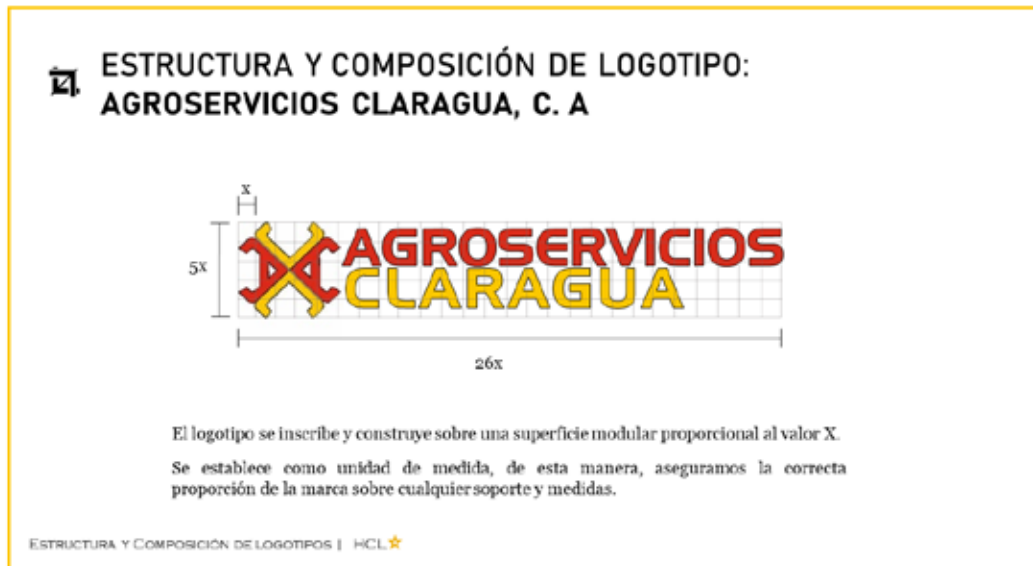 ESTRUCTURA Y COMPOSICIÓN DE LOGOTIPO:
AGROSERVICIOS CLARAGUA, C. A
x
5x
AGROSERVICIOS
CLARAGUA
26x
El logotipo se inscribe y construye sobre una superficie modular proporcional al valor X.
Se establece como unidad de medida, de esta manera, aseguramos la correcta
proporción de la marca sobre cualquier soporte y medidas.
ESTRUCTURA Y COMPOSICIÓN DE LOGOTIPOS | HCL